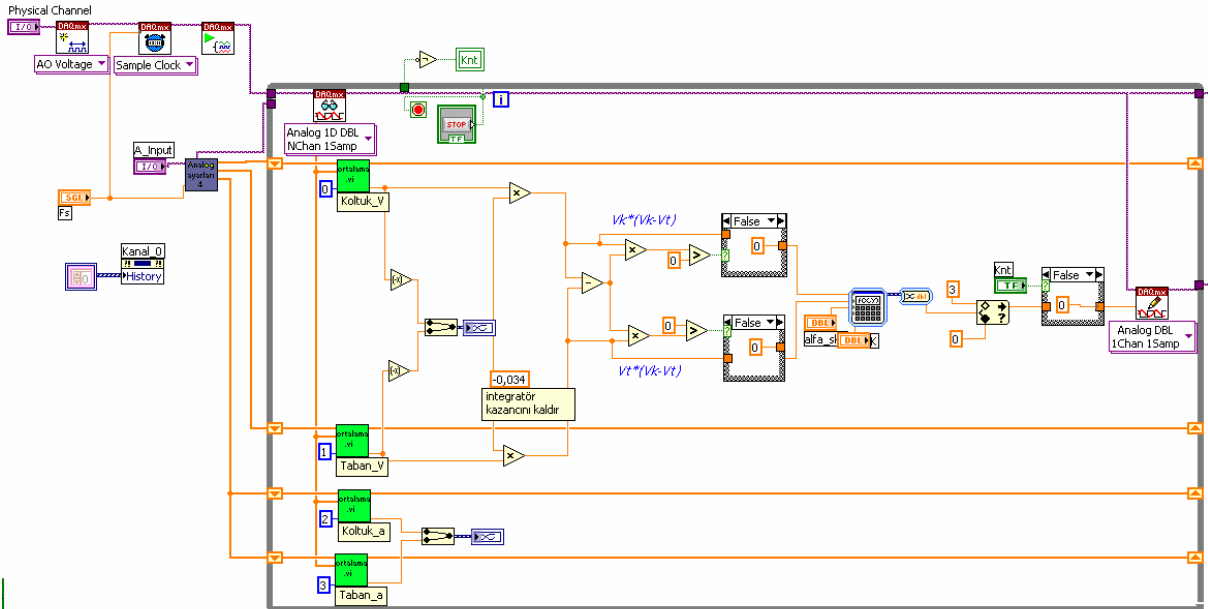 Physical Channel
I/O
DAQmx
DAQmx
DAQmx
AO Voltage
Sample Clock
Knt
i
DAQmx
STOP
TF
Analog 1D DBL
NChan 1Samp
A_Input
I/O
Analog
ayarları
4
SGL
Fs
ortalama
.vi
0
Koltuk_V
Kanal_0
History
0
Vk*(Vk-Vt)
False
0
0
-0,034
integratör
kazancını kaldır
0
False
0
Vt*(Vk-Vt)
DBL
DBL
K
3
0
Knt
TF
False
0
DAQmx
Analog DBL
1Chan 1Samp
ortalama
.vi
1
Taban_V
ortalama
.vi
2
Koltuk_a
ortalama
.vi
3
Taban_a